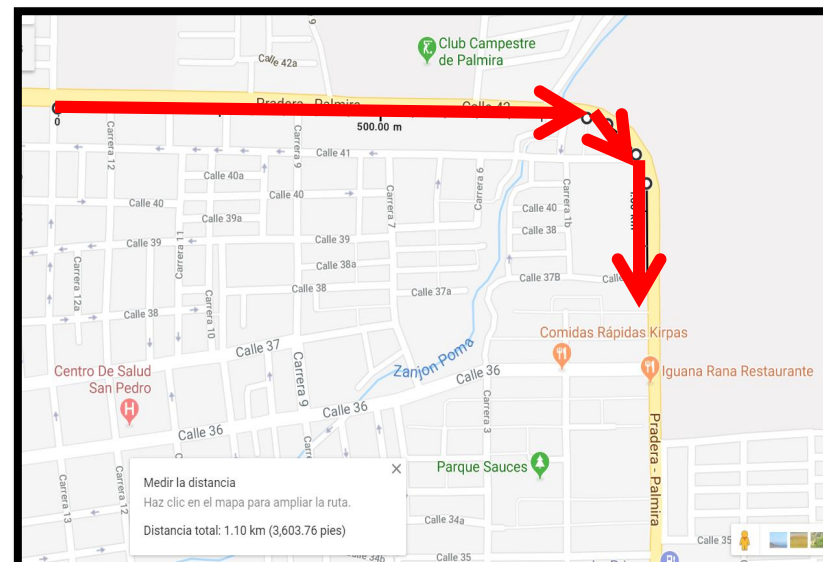 Club Campestre
de Palmira
Calle 42a
Pradera - Palmira
Calle 42
0
500.00 m
Carrera 12
Carrera 9
Calle 41
Calle 40a
Calle 40
Calle 40
Calle 39a
Carrera 7
Carrera 6
Carrera 1b
Calle 40
Calle 38
Calle 39
Calle 39
Calle 38a
Carrera 11
Calle 38
Calle 37a
Calle 37B
Carrera 12a
Carrera 10
Calle 38
Comidas Rápidas Kirpas
Calle 37
Zanjon Poma
Calle 36
Iguana Rana Restaurante
Centro De Salud
San Pedro
Carrera 9
Calle 36
Carrera 3
Calle 36
Pradera - Palmira
Parque Sauces
Carrera 13
Carrera 12
Medir la distancia
Haz clic en el mapa para ampliar la ruta.
Distancia total: 1.10 km (3,603.76 pies)
Calle 34a
Calle 35
Calle 34b
Calle 35